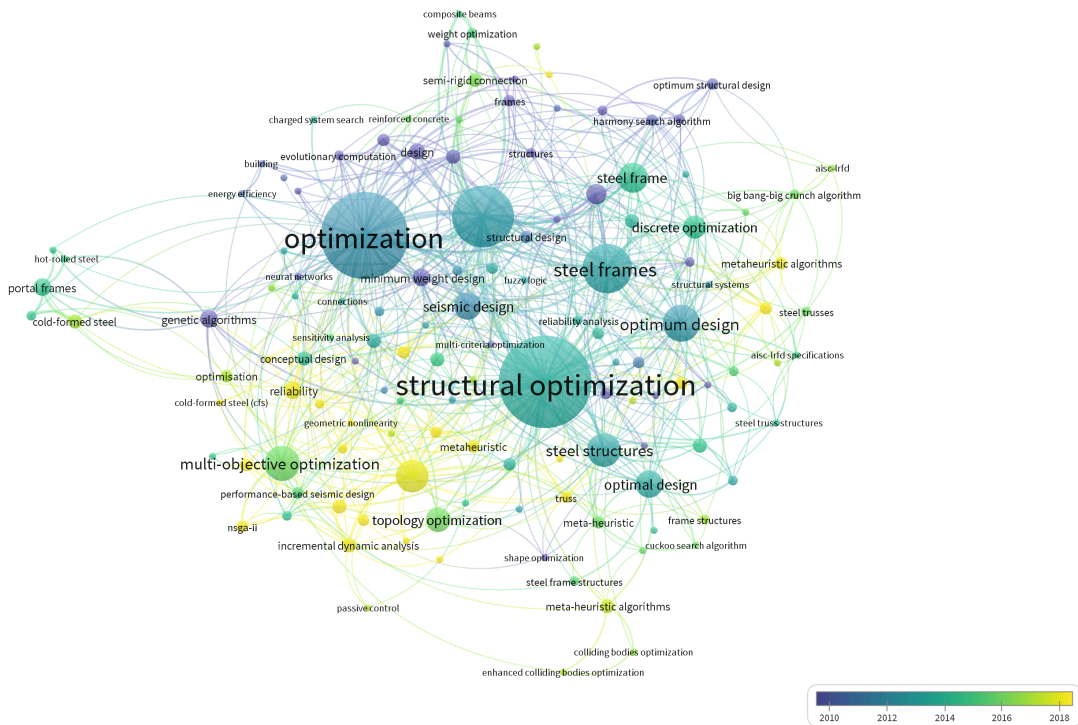 composite beams
weight optimization
semi-rigid connection
optimum structural design
frames
charged system search
reinforced concrete
harmony search algorithm
building
evolutionary computation
design
structures
aisc-lrfd
steel frame
energy efficiency
big bang-big crunch algorithm
optimization
structural design
discrete optimization
hot-rolled steel
metaheuristic algorithms
steel frames
neural networks
minimum weight design
fuzzy logic
structural systems
portal frames
connections
seismic design
steel trusses
cold-formed steel
genetic algorithms
reliability analysis
optimum design
sensitivity analysis
multi-criteria optimization
conceptual design
aisc-lrfd specifications
optimisation
structural optimization
reliability
cold-formed steel (cfs)
geometric nonlinearity
steel truss structures
metaheuristic
steel structures
multi-objective optimization
optimal design
performance-based seismic design
truss
nsga-ii
topology optimization
meta-heuristic
frame structures
incremental dynamic analysis
cuckoo search algorithm
shape optimization
steel frame structures
passive control
meta-heuristic algorithms
colliding bodies optimization
enhanced colliding bodies optimization
2010 2012 2014 2016 2018